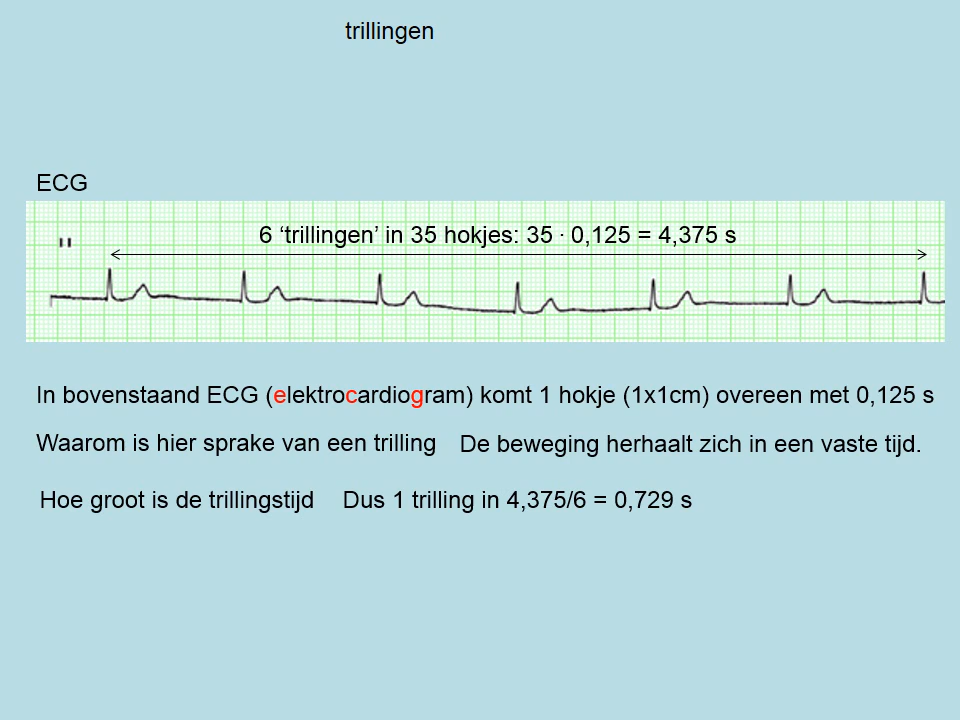 trillingen
ECG
6 ‘trillingen’ in 35 hokjes: 35 · 0,125 = 4,375 s
II
In bovenstaand ECG (elektrocardiogram) komt 1 hokje (1x1cm) overeen met 0,125 s
Waarom is hier sprake van een trilling De beweging herhaalt zich in een vaste tijd.
Hoe groot is de trillingstijd Dus 1 trilling in 4,375/6 = 0,729 s